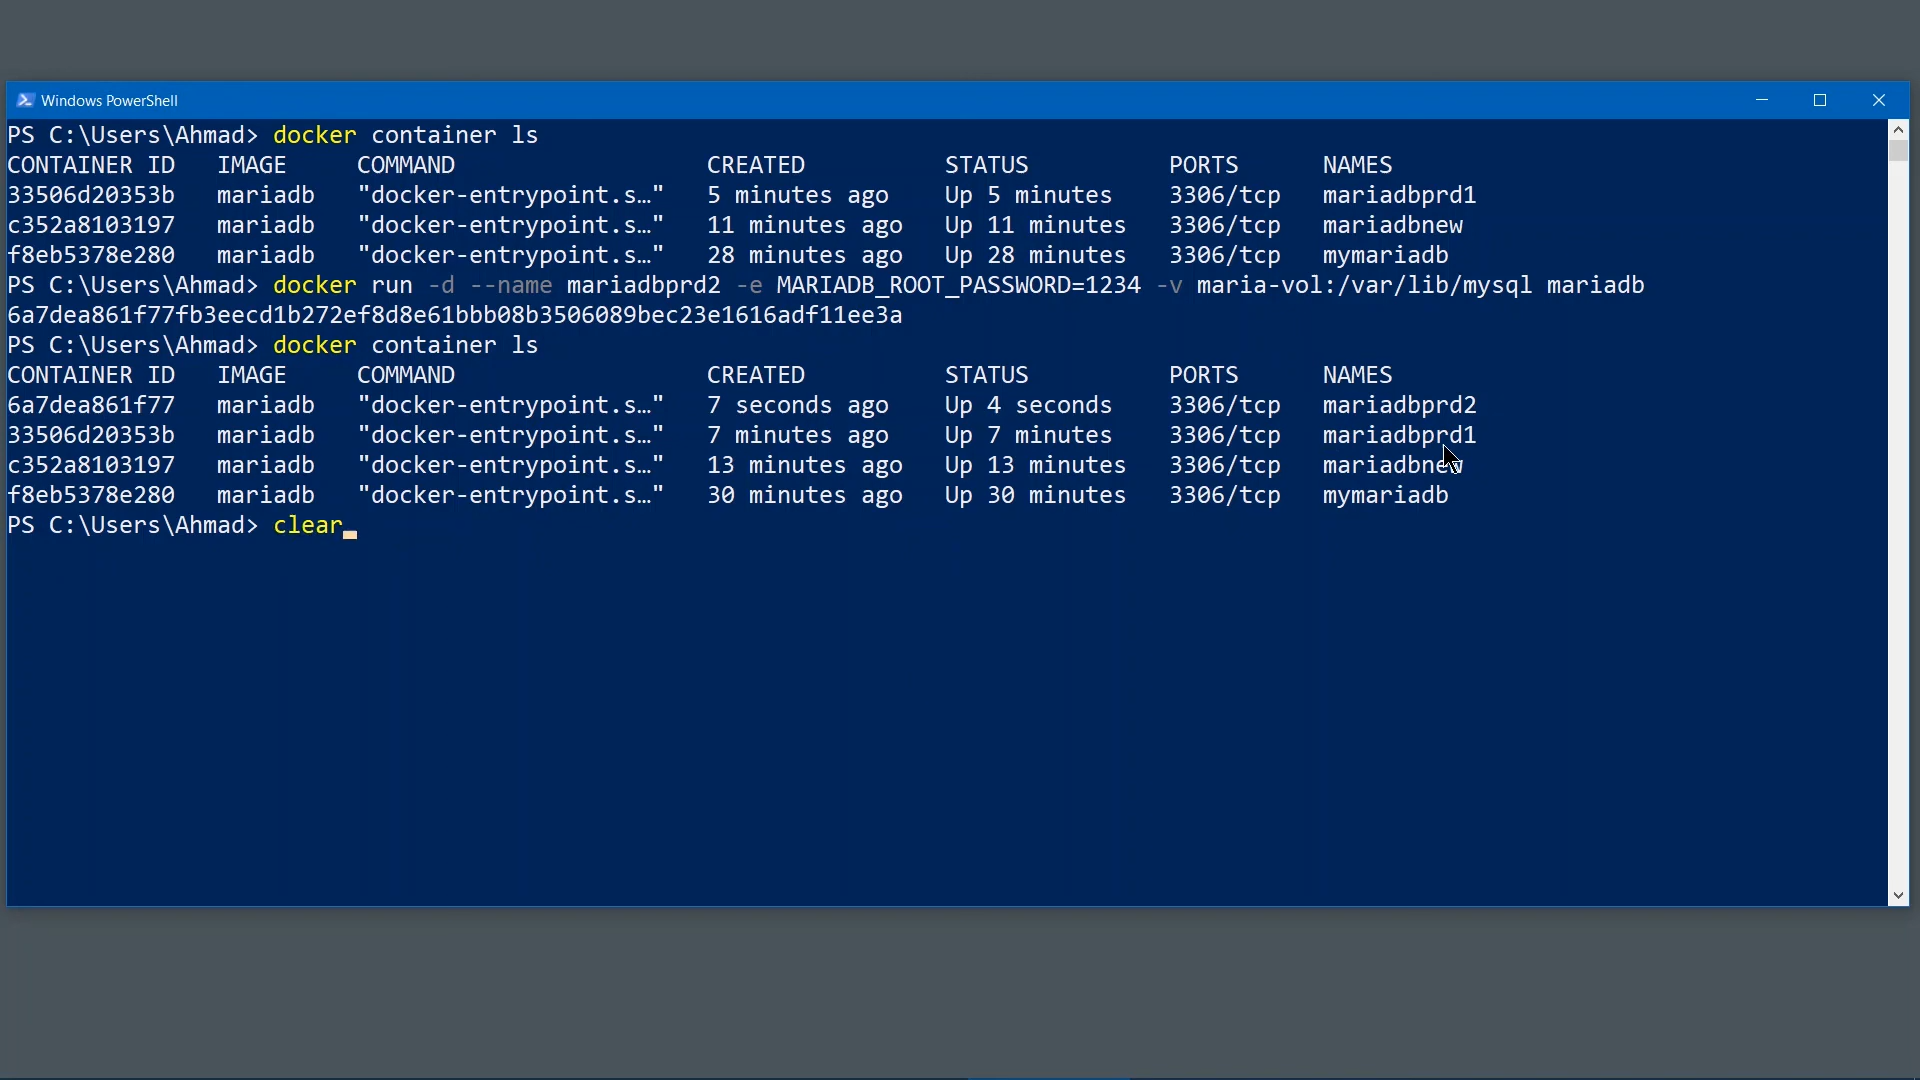 Windows PowerShell
PS C:\Users\Ahmad> docker container ls
CONTAINER ID   IMAGE     COMMAND                  CREATED          STATUS          PORTS      NAMES
33506d20353b   mariadb   "docker-entrypoint.s…"   5 minutes ago    Up 5 minutes    3306/tcp   mariadbprd1
c352a8103197   mariadb   "docker-entrypoint.s…"   11 minutes ago   Up 11 minutes   3306/tcp   mariadbnew
f8eb5378e280   mariadb   "docker-entrypoint.s…"   28 minutes ago   Up 28 minutes   3306/tcp   mymariadb
PS C:\Users\Ahmad> docker run -d --name mariadbprd2 -e MARIADB_ROOT_PASSWORD=1234 -v maria-vol:/var/lib/mysql mariadb
6a7dea861f77fb3eecd1b272ef8d8e61bbb08b3506089bec23e1616adf11ee3a
PS C:\Users\Ahmad> docker container ls
CONTAINER ID   IMAGE     COMMAND                  CREATED          STATUS          PORTS      NAMES
6a7dea861f77   mariadb   "docker-entrypoint.s…"   7 seconds ago    Up 4 seconds    3306/tcp   mariadbprd2
33506d20353b   mariadb   "docker-entrypoint.s…"   7 minutes ago    Up 7 minutes    3306/tcp   mariadbprd1
c352a8103197   mariadb   "docker-entrypoint.s…"   13 minutes ago   Up 13 minutes   3306/tcp   mariadbnew
f8eb5378e280   mariadb   "docker-entrypoint.s…"   30 minutes ago   Up 30 minutes   3306/tcp   mymariadb
PS C:\Users\Ahmad> clear